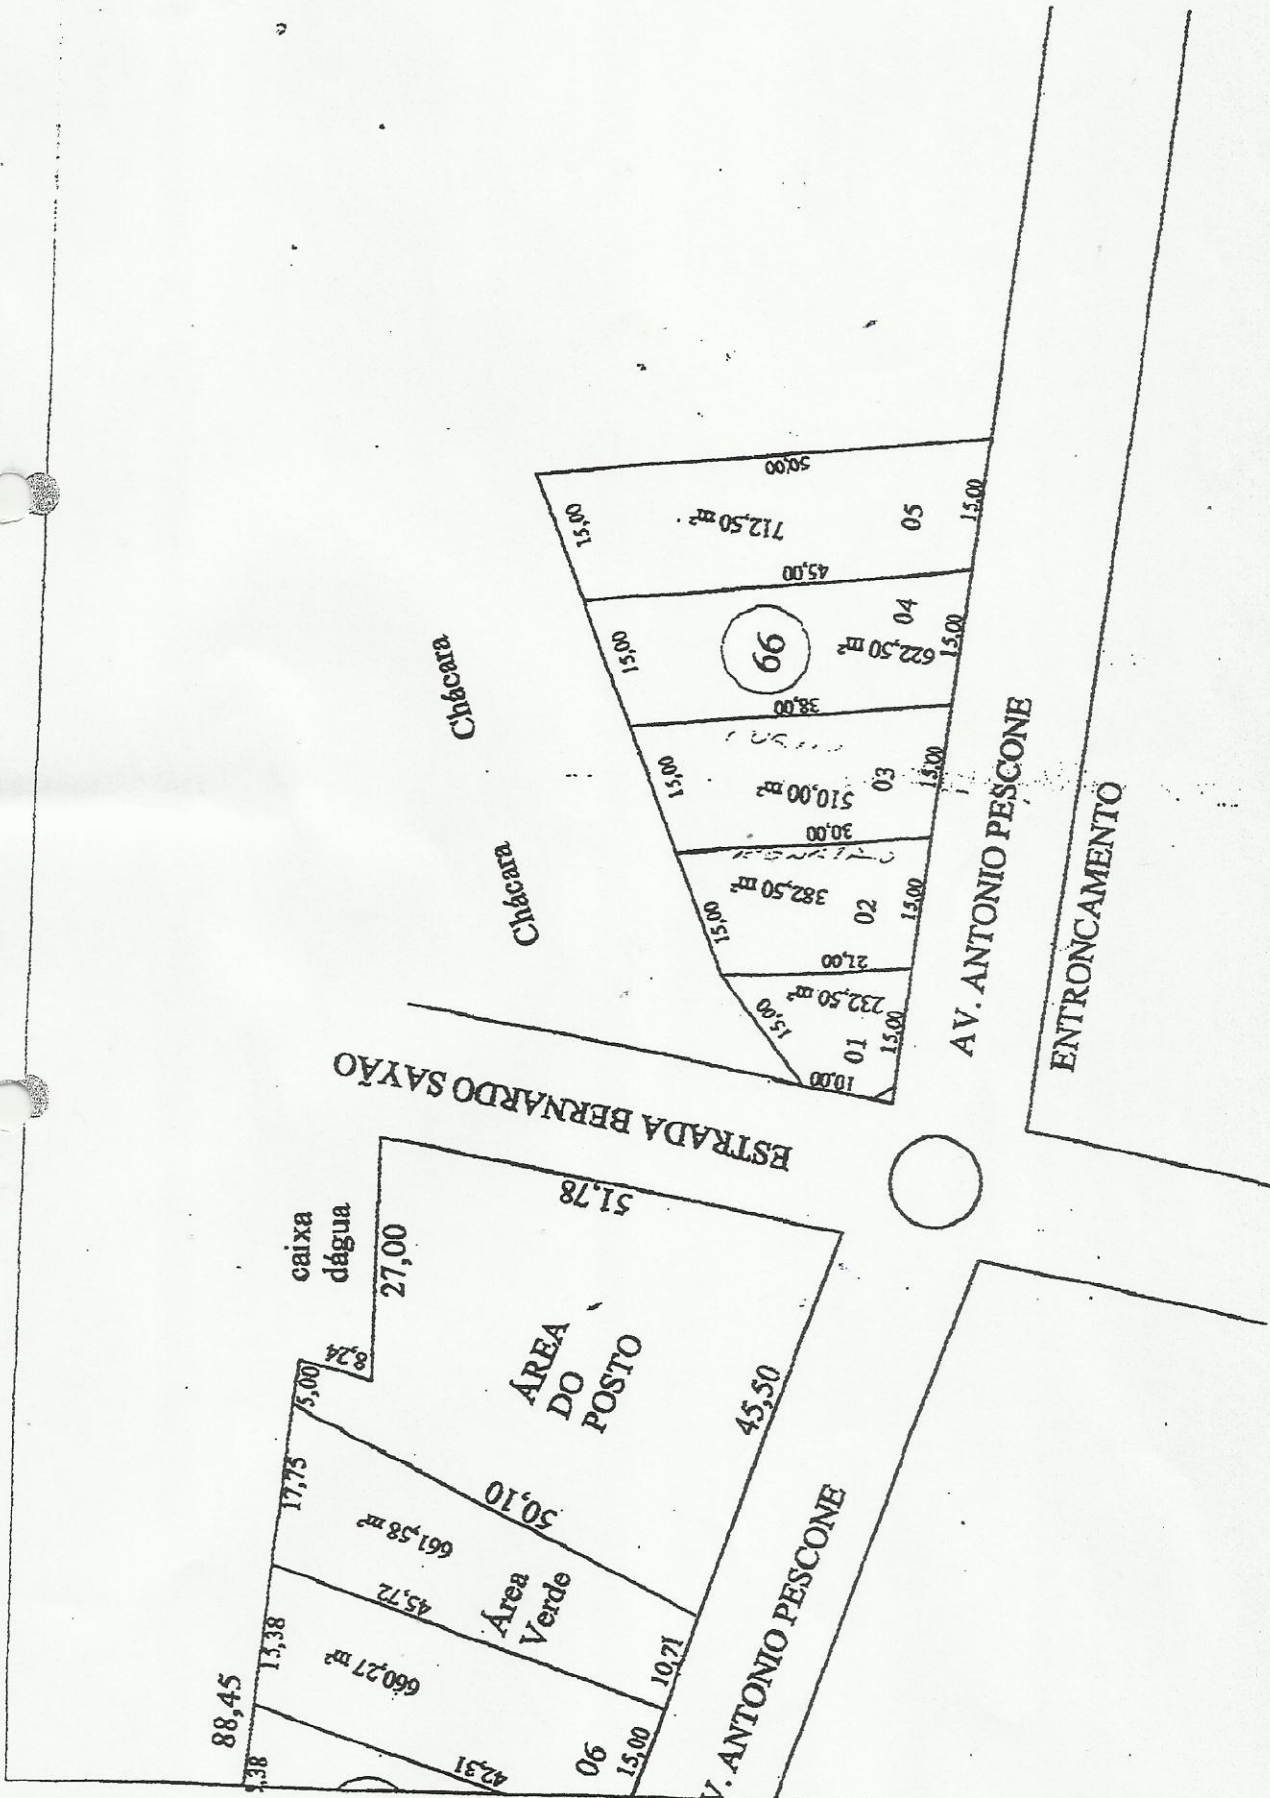 Chácara
Chácara
15,00
15,00
15,00
15,00
15,00
50,00
712,50 m²
05
15,00
45,00
04
622,50 m²
15,00
38,00
510,00 m²
03
15,00
30,00
382,50 m²
02
15,00
21,00
232,50 m²
01
15,00
10,00
AV. ANTONIO PESCONE
ENTRONCAMENTO
ESTRADA BERNARDO SAYÃO
caixa
dágua
27,00
51,78
8,24
5,00
ÁREA
DO
POSTO
45,50
50,10
17,75
661,58 m²
Área
Verde
10,71
45,72
15,38
660,27 m²
06
15,00
88,45
42,31
,38
V. ANTONIO PESCONE